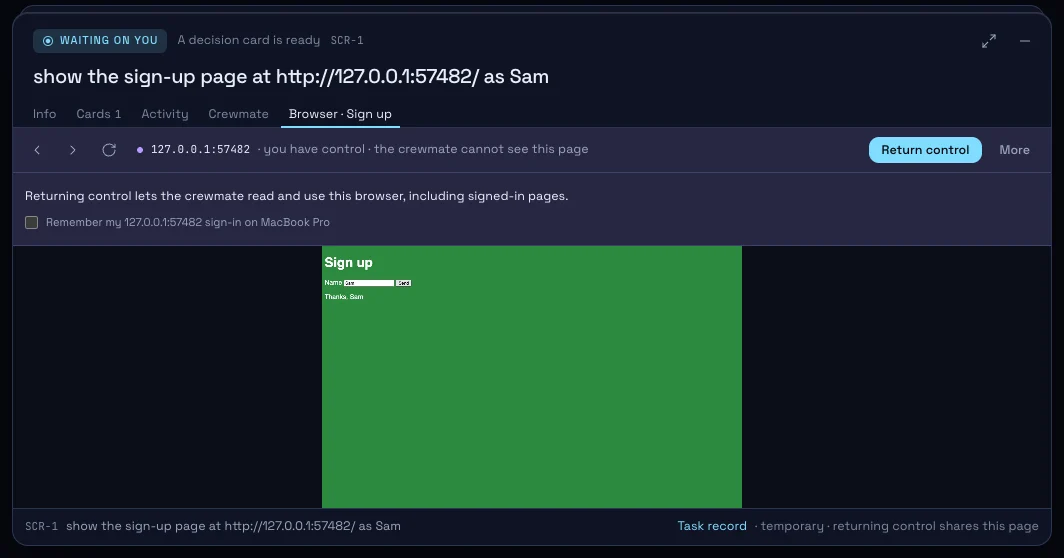 WAITING ON YOU A decision card is ready SCR-1
show the sign-up page at http://127.0.0.1:57482/ as Sam
Info Cards 1 Activity Crewmate Browser · Sign up
127.0.0.1:57482 · you have control · the crewmate cannot see this page Return control More
Returning control lets the crewmate read and use this browser, including signed-in pages.
Remember my 127.0.0.1:57482 sign-in on MacBook Pro
Sign up
Name Sam Send
Thanks, Sam
SCR-1 show the sign-up page at http://127.0.0.1:57482/ as Sam Task record · temporary · returning control shares this page